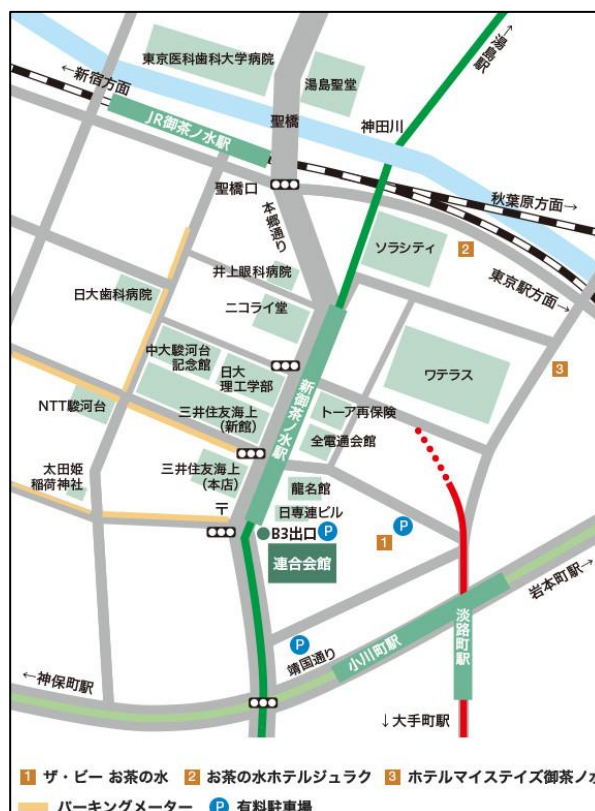 東京医科歯科大学病院
←新宿方面
湯島聖堂
→湯島駅
JR御茶ノ水駅
聖橋
神田川
聖橋口
本郷通り
秋葉原方面→
ソラシティ
2
東京駅方面→
井上眼科病院
日大歯科病院
ニコライ堂
中大駿河台
記念館
日大
理工学部
ワテラス
3
新御茶ノ水駅
NTT駿河台
三井住友海上
(新館)
トーア再保険
全電通会館
太田姫
稲荷神社
三井住友海上
(本店)
〒
龍名館
日専連ビル
B3出口 P
P
1
連合会館
岩本町駅→
P
靖国通り
小川町駅
淡路町駅
←神保町駅
↓大手町駅
1 ザ・ビー お茶の水 2 お茶の水ホテルジュラク 3 ホテルマイステイズ御茶ノ水
パーキングメーター P 有料駐車場